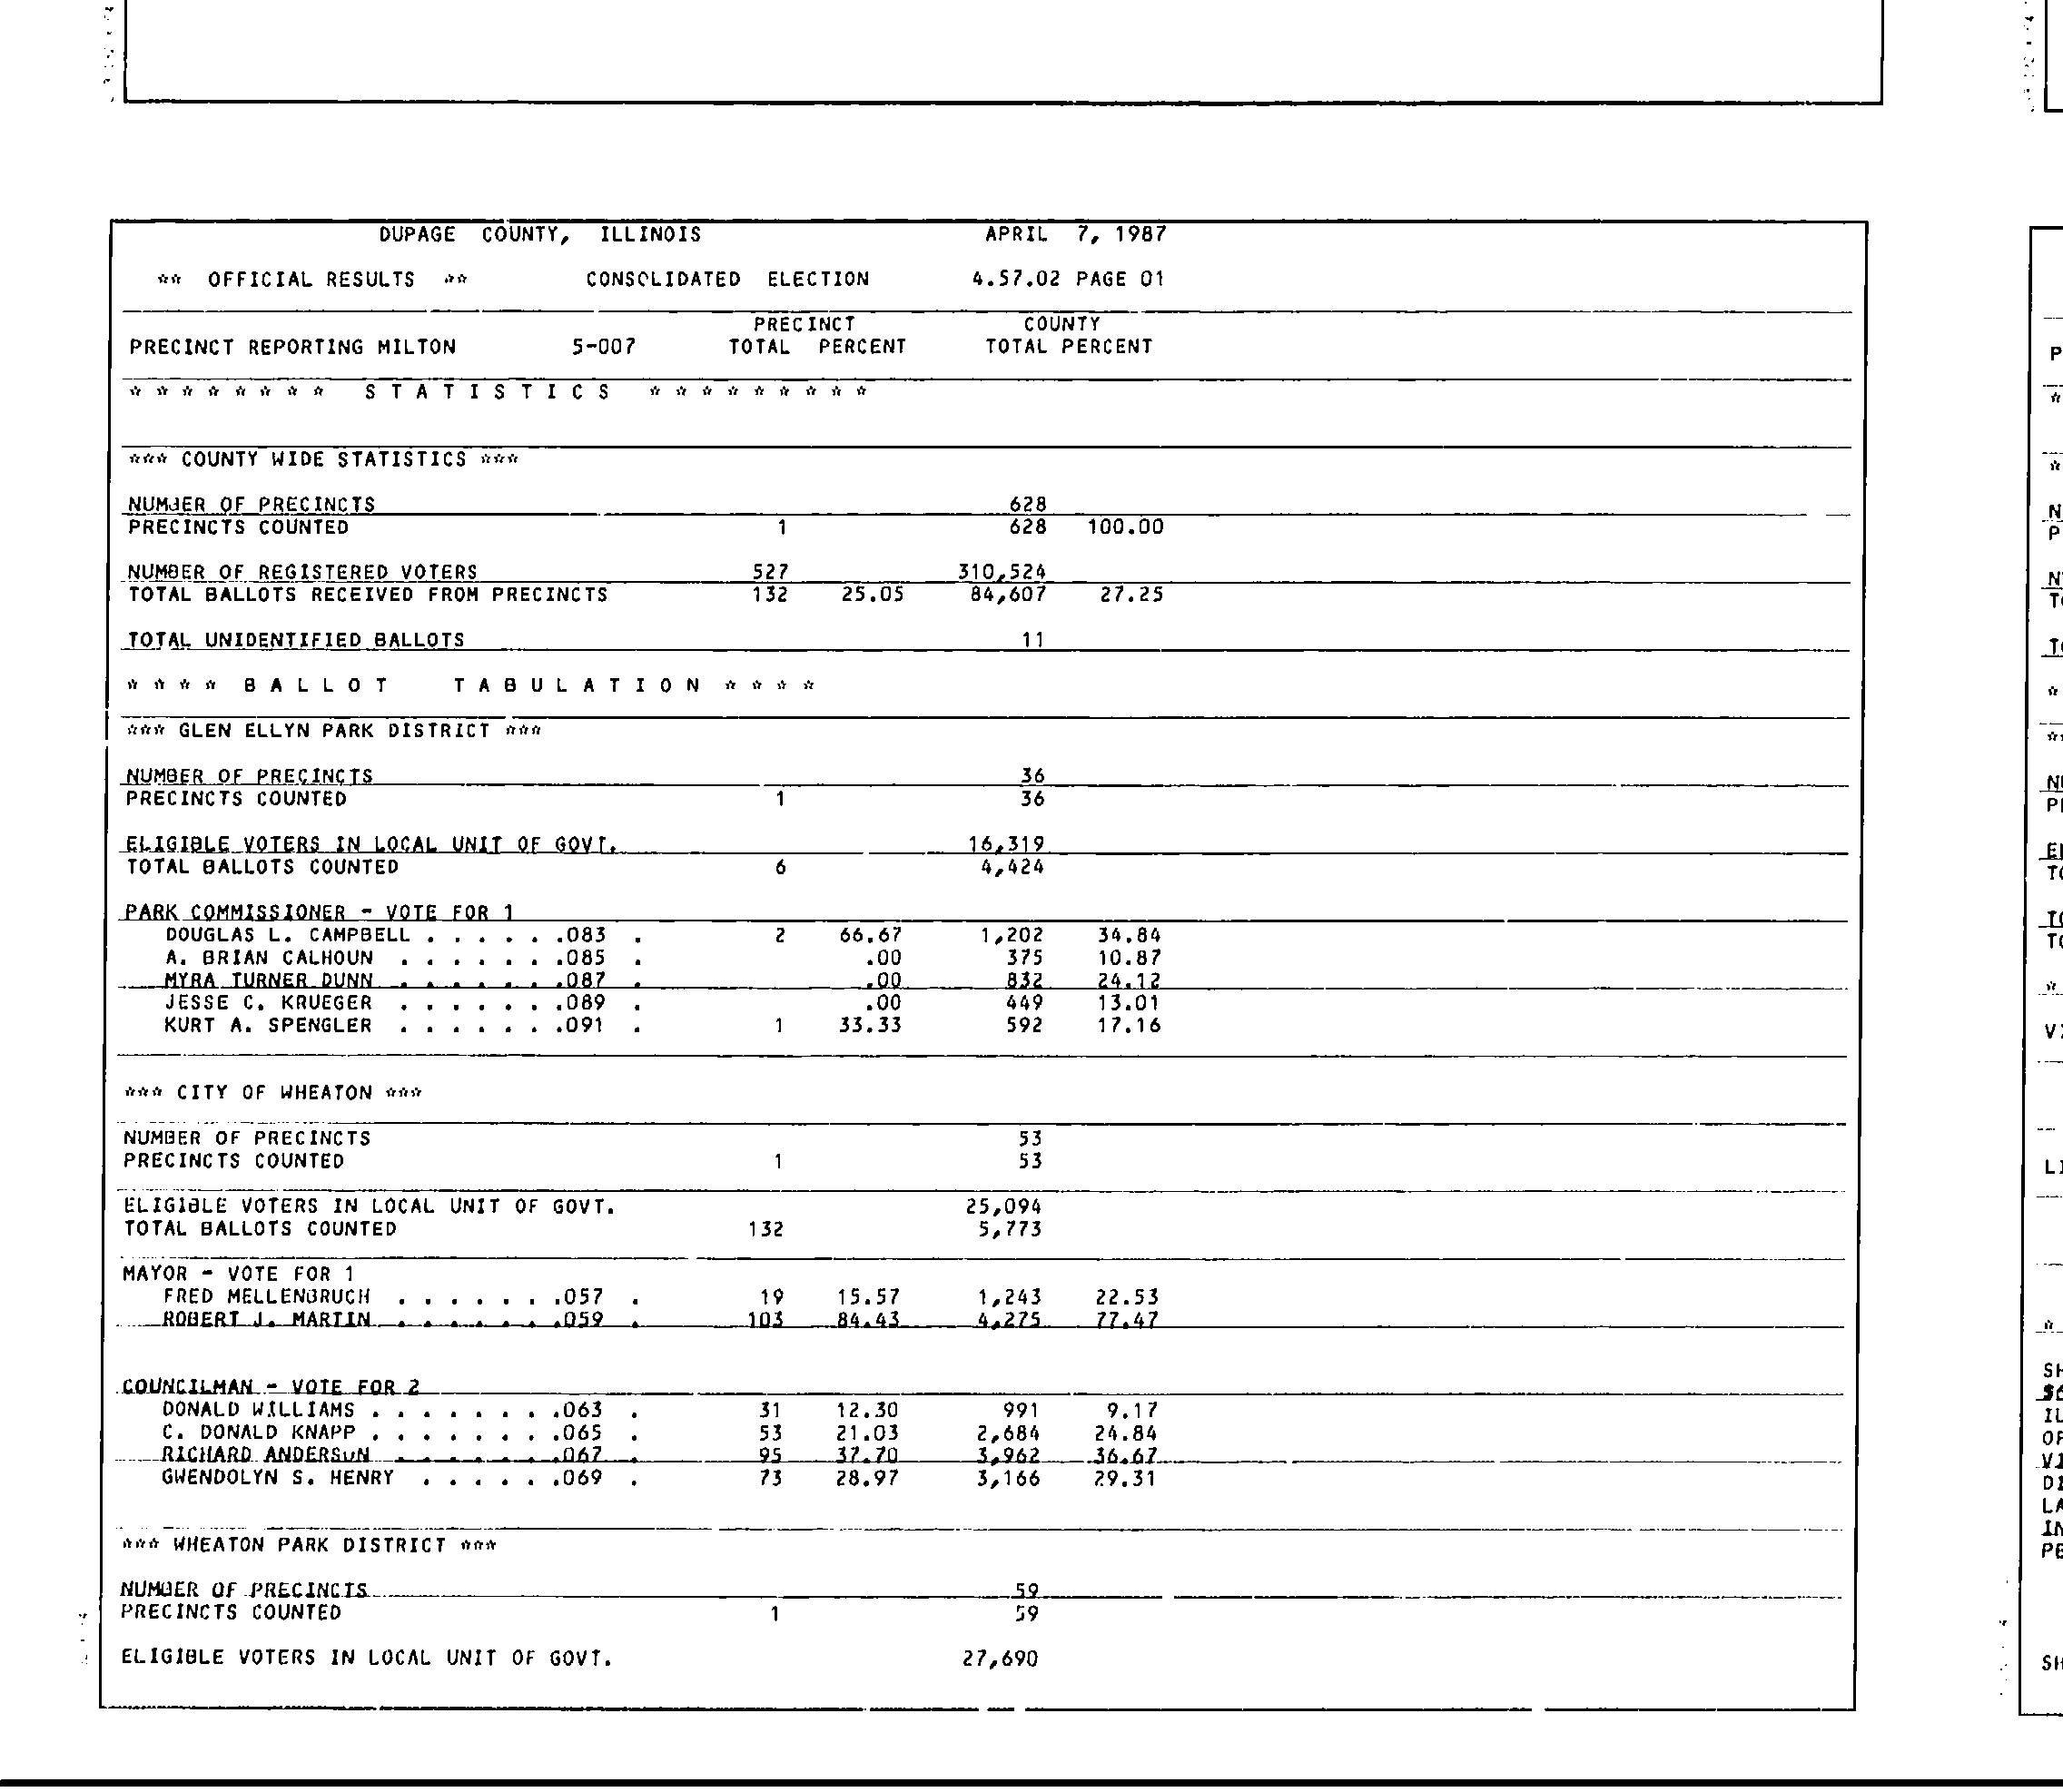 DUPAGE COUNTY, ILLINOIS APRIL 7, 1987
** OFFICIAL RESULTS ** CONSOLIDATED ELECTION 4.57.02 PAGE 01
PRECINCT COUNTY
PRECINCT REPORTING MILTON 5-007 TOTAL PERCENT TOTAL PERCENT
* * * * * * * * S T A T I S T I C S * * * * * * * * *
*** COUNTY WIDE STATISTICS ***
NUMBER OF PRECINCTS 628
PRECINCTS COUNTED 1 628 100.00
NUMBER OF REGISTERED VOTERS 527 310,524
TOTAL BALLOTS RECEIVED FROM PRECINCTS 132 25.05 84,607 27.25
TOTAL UNIDENTIFIED BALLOTS 11
* * * * B A L L O T T A B U L A T I O N * * * *
*** GLEN ELLYN PARK DISTRICT ***
NUMBER OF PRECINCTS 36
PRECINCTS COUNTED 1 36
ELIGIBLE VOTERS IN LOCAL UNIT OF GOVT. 16,319
TOTAL BALLOTS COUNTED 6 4,424
PARK COMMISSIONER - VOTE FOR 1
DOUGLAS L. CAMPBELL . . . . . .083 . 2 66.67 1,202 34.84
A. BRIAN CALHOUN . . . . . . .085 . .00 375 10.87
MYRA TURNER DUNN . . . . . . .087 . .00 832 24.12
JESSE C. KRUEGER . . . . . . .089 . .00 449 13.01
KURT A. SPENGLER . . . . . . .091 . 1 33.33 592 17.16
*** CITY OF WHEATON ***
NUMBER OF PRECINCTS 53
PRECINCTS COUNTED 1 53
ELIGIBLE VOTERS IN LOCAL UNIT OF GOVT. 25,094
TOTAL BALLOTS COUNTED 132 5,773
MAYOR - VOTE FOR 1
FRED MELLENBRUCH . . . . . . .057 . 19 15.57 1,243 22.53
ROBERT J. MARTIN . . . . . . .059 . 103 84.43 4,275 77.47
COUNCILMAN - VOTE FOR 2
DONALD WILLIAMS . . . . . . . .063 . 31 12.30 991 9.17
C. DONALD KNAPP . . . . . . . .065 . 53 21.03 2,684 24.84
RICHARD ANDERSON . . . . . . .067 . 95 37.70 3,962 36.67
GWENDOLYN S. HENRY . . . . . .069 . 73 28.97 3,166 29.31
*** WHEATON PARK DISTRICT ***
NUMBER OF PRECINCTS 59
PRECINCTS COUNTED 1 59
ELIGIBLE VOTERS IN LOCAL UNIT OF GOVT. 27,690